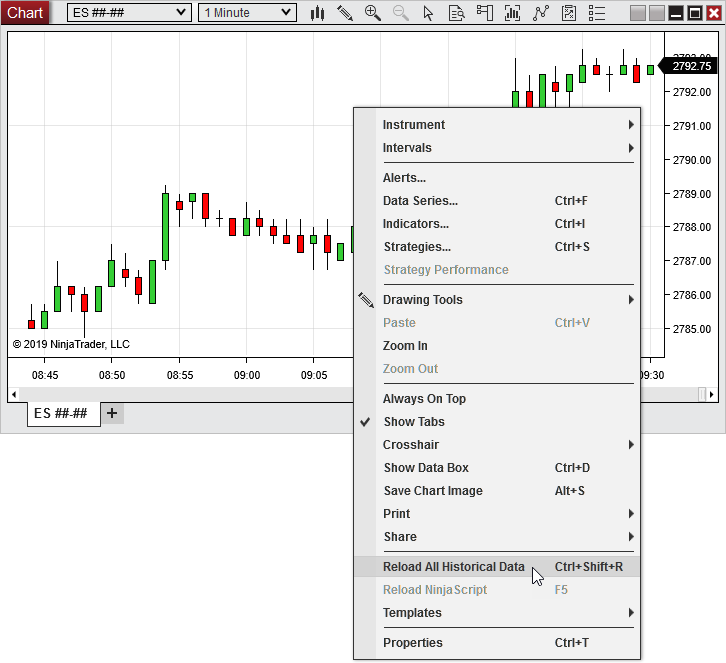 Chart ES ##-## 1 Minute
2793.00
2792.75
2792.00
2791.00
2790.00
2789.00
2788.00
2787.00
2786.00
2785.00
© 2019 NinjaTrader, LLC
08:45 08:50 08:55 09:00 09:05 09:30
ES ##-## +
Instrument
Intervals
Alerts...
Data Series... Ctrl+F
Indicators... Ctrl+I
Strategies... Ctrl+S
Strategy Performance
Drawing Tools
Paste Ctrl+V
Zoom In
Zoom Out
Always On Top
Show Tabs
Crosshair
Show Data Box Ctrl+D
Save Chart Image Alt+S
Print
Share
Reload All Historical Data Ctrl+Shift+R
Reload NinjaScript F5
Templates
Properties Ctrl+T